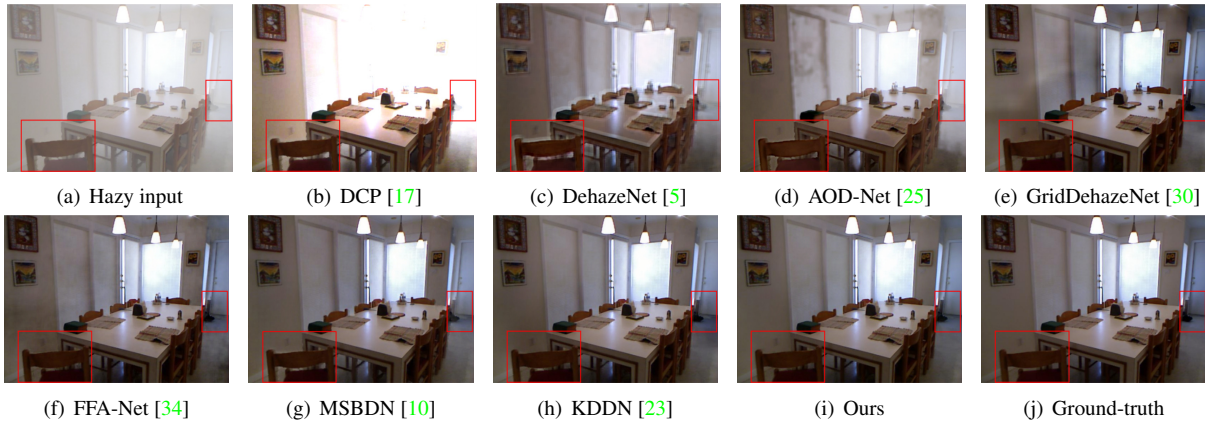 (a) Hazy input (b) DCP [17] (c) DehazeNet [5] (d) AOD-Net [25] (e) GridDehazeNet [30]
(f) FFA-Net [34] (g) MSBDN [10] (h) KDDN [23] (i) Ours (j) Ground-truth